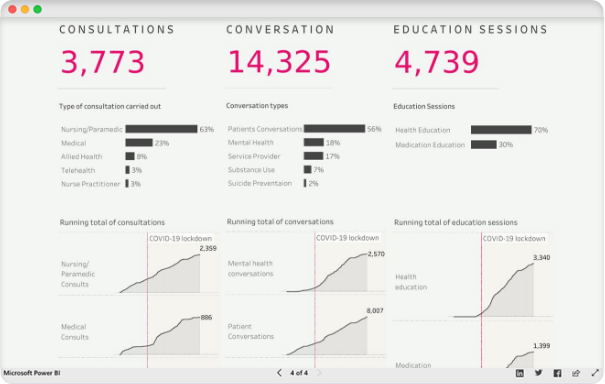 CONSULTATIONS
3,773
Type of consultation carried out
Nursing/Paramedic 63%
Medical 23%
Allied Health 8%
Telehealth 3%
Nurse Practitioner 3%
Running total of consultations
COVID-19 lockdown
2,359
Nursing/
Paramedic
Consults
886
Medical
Consults
CONVERSATION
14,325
Conversation types
Patients Conversations 56%
Mental Health 18%
Service Provider 17%
Substance Use 7%
Suicide Preventaion 2%
Running total of conversations
COVID-19 lockdown
2,570
Mental health
conversations
8,007
Patient
Conversations
EDUCATION SESSIONS
4,739
Education Sessions
Health Education 70%
Medication Education 30%
Running total of education sessions
COVID-19 lockdown
3,340
Health
education
1,399
Medication
Microsoft Power BI
4 of 4